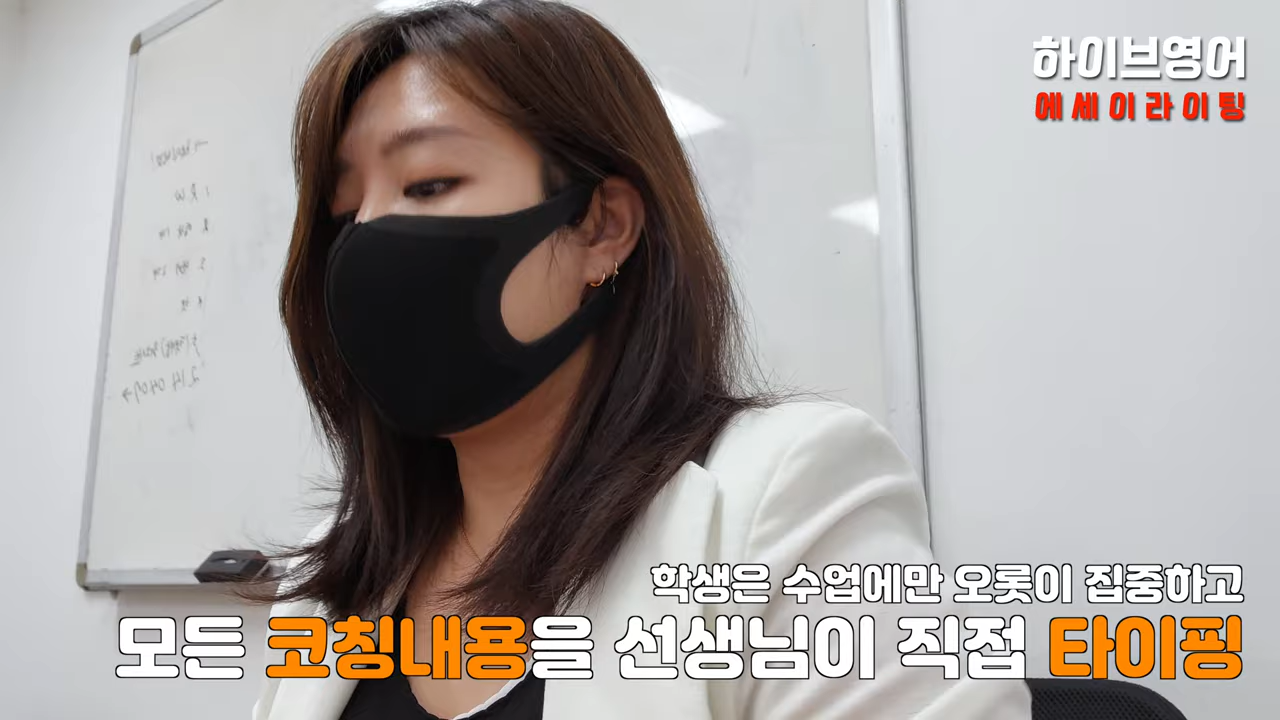 하이브영어
에세이라이팅
학생은 수업에만 오롯이 집중하고
모든 코칭내용을 선생님이 직접 타이핑